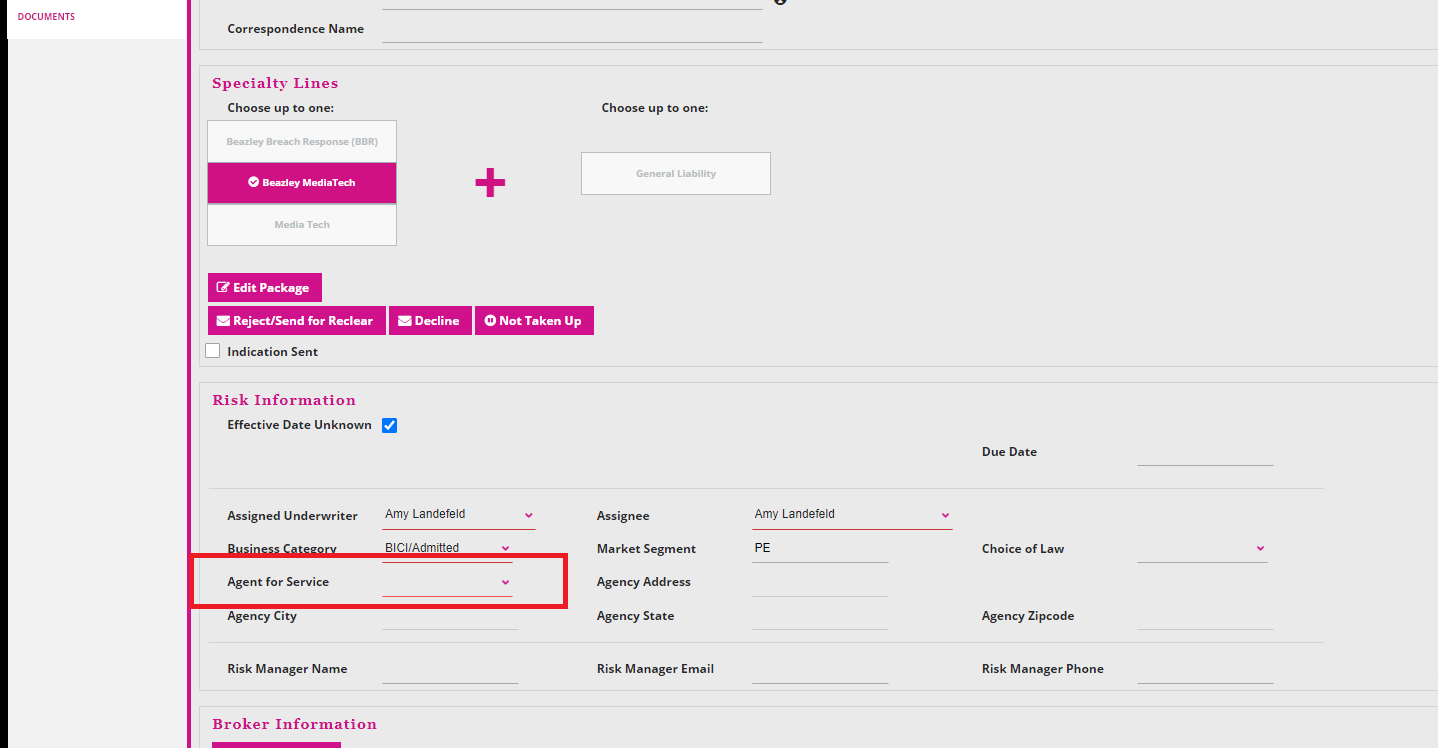 DOCUMENTS
Correspondence Name
Specialty Lines
Choose up to one: Choose up to one:
Beazley Breach Response (BBR)
Beazley MediaTech
General Liability
Media Tech
Edit Package
Reject/Send for Reclear Decline Not Taken Up
Indication Sent
Risk Information
Effective Date Unknown
Due Date
Assigned Underwriter Amy Landefeld Assignee Amy Landefeld
Business Category BICI/Admitted Market Segment PE Choice of Law
Agent for Service Agency Address
Agency City Agency State Agency Zipcode
Risk Manager Name Risk Manager Email Risk Manager Phone
Broker Information